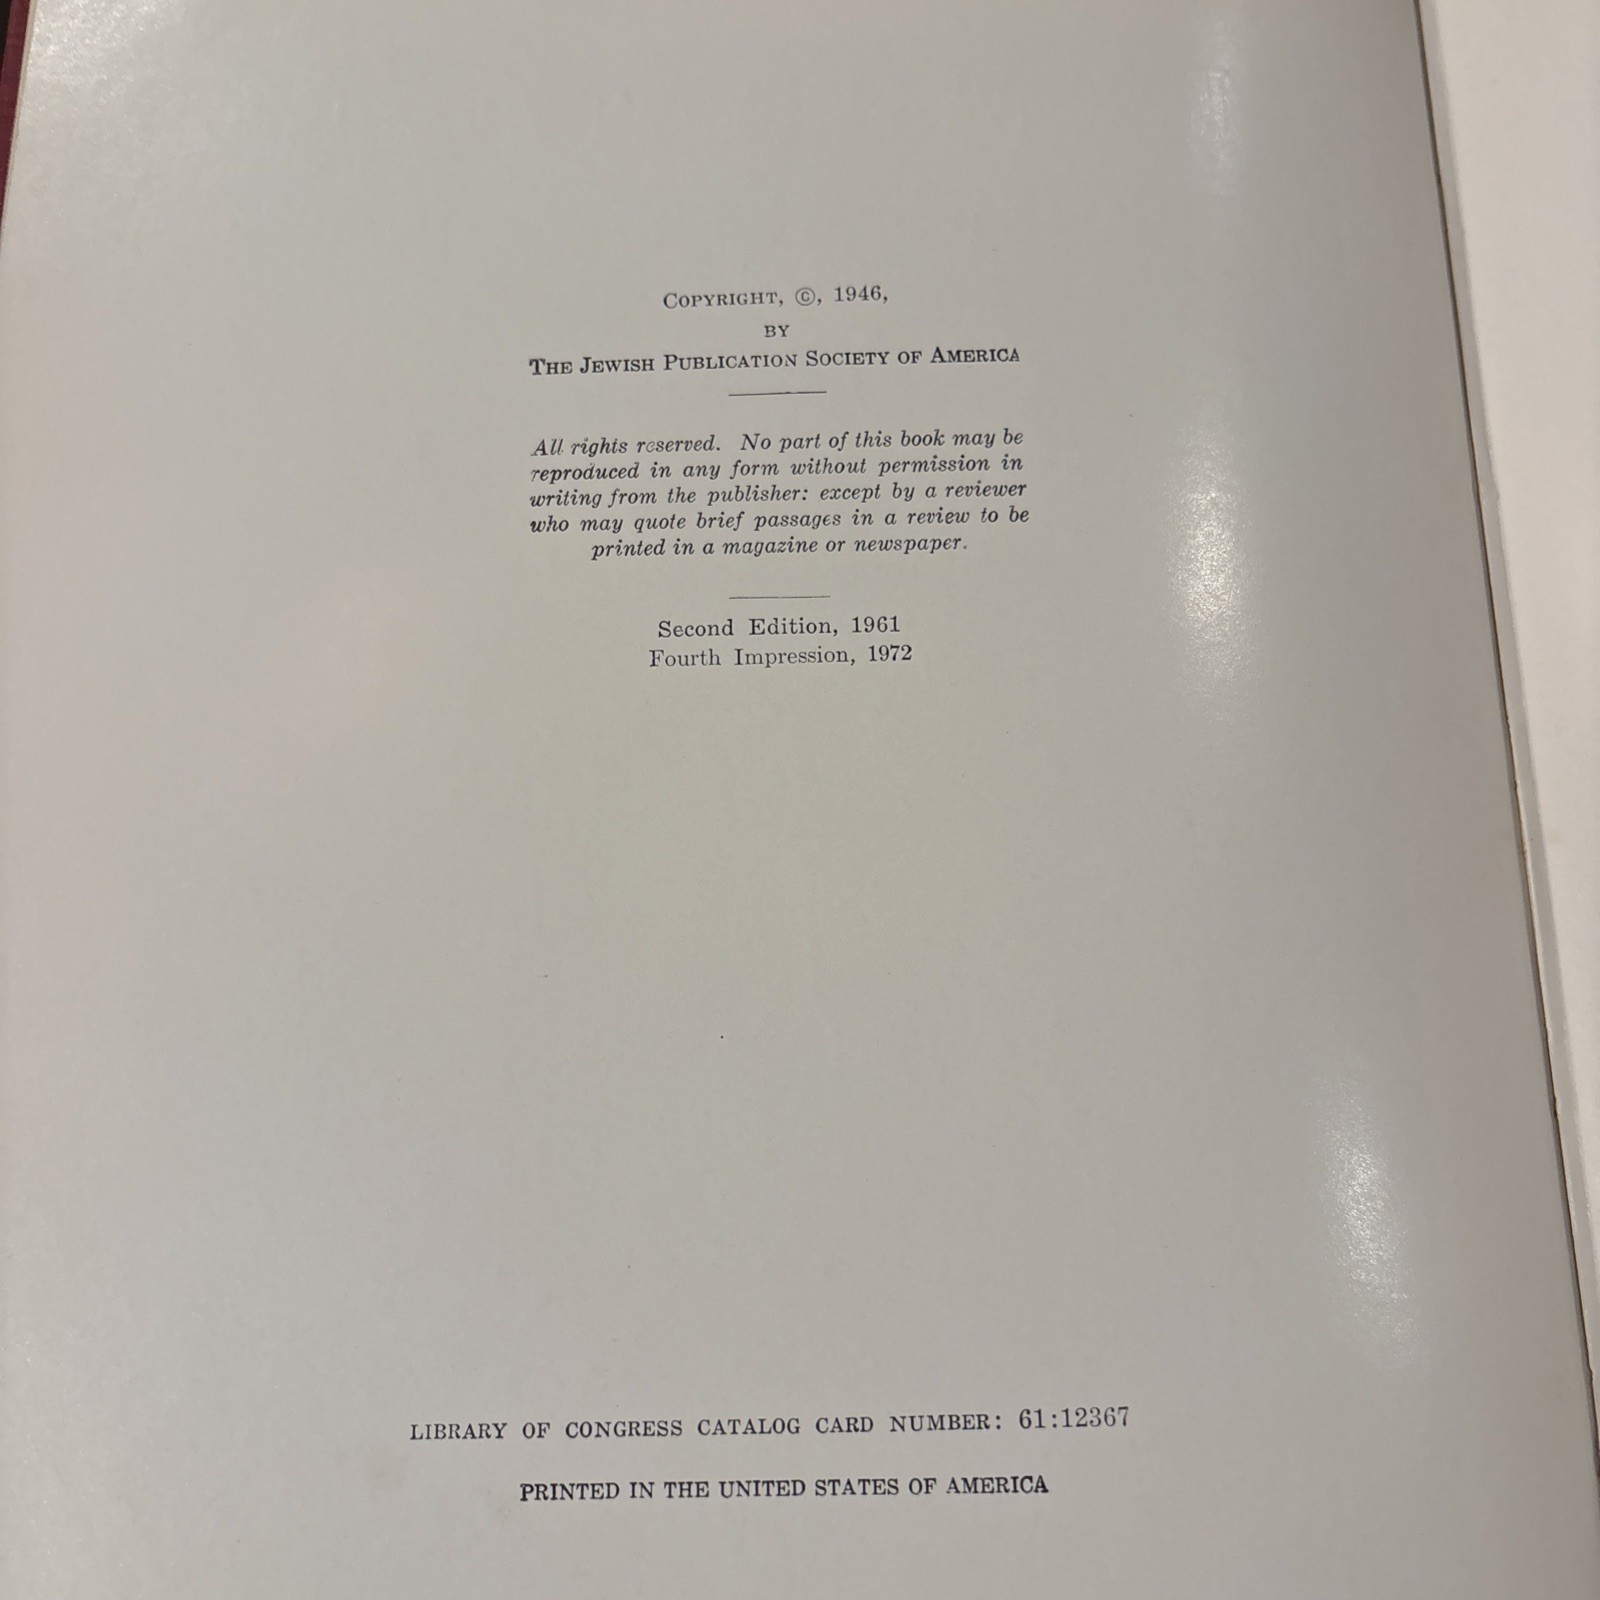 COPYRIGHT, ©, 1946,
BY
THE JEWISH PUBLICATION SOCIETY OF AMERICA
All rights reserved. No part of this book may be
reproduced in any form without permission in
writing from the publisher: except by a reviewer
who may quote brief passages in a review to be
printed in a magazine or newspaper.
Second Edition, 1961
Fourth Impression, 1972
LIBRARY OF CONGRESS CATALOG CARD NUMBER: 61:12367
PRINTED IN THE UNITED STATES OF AMERICA